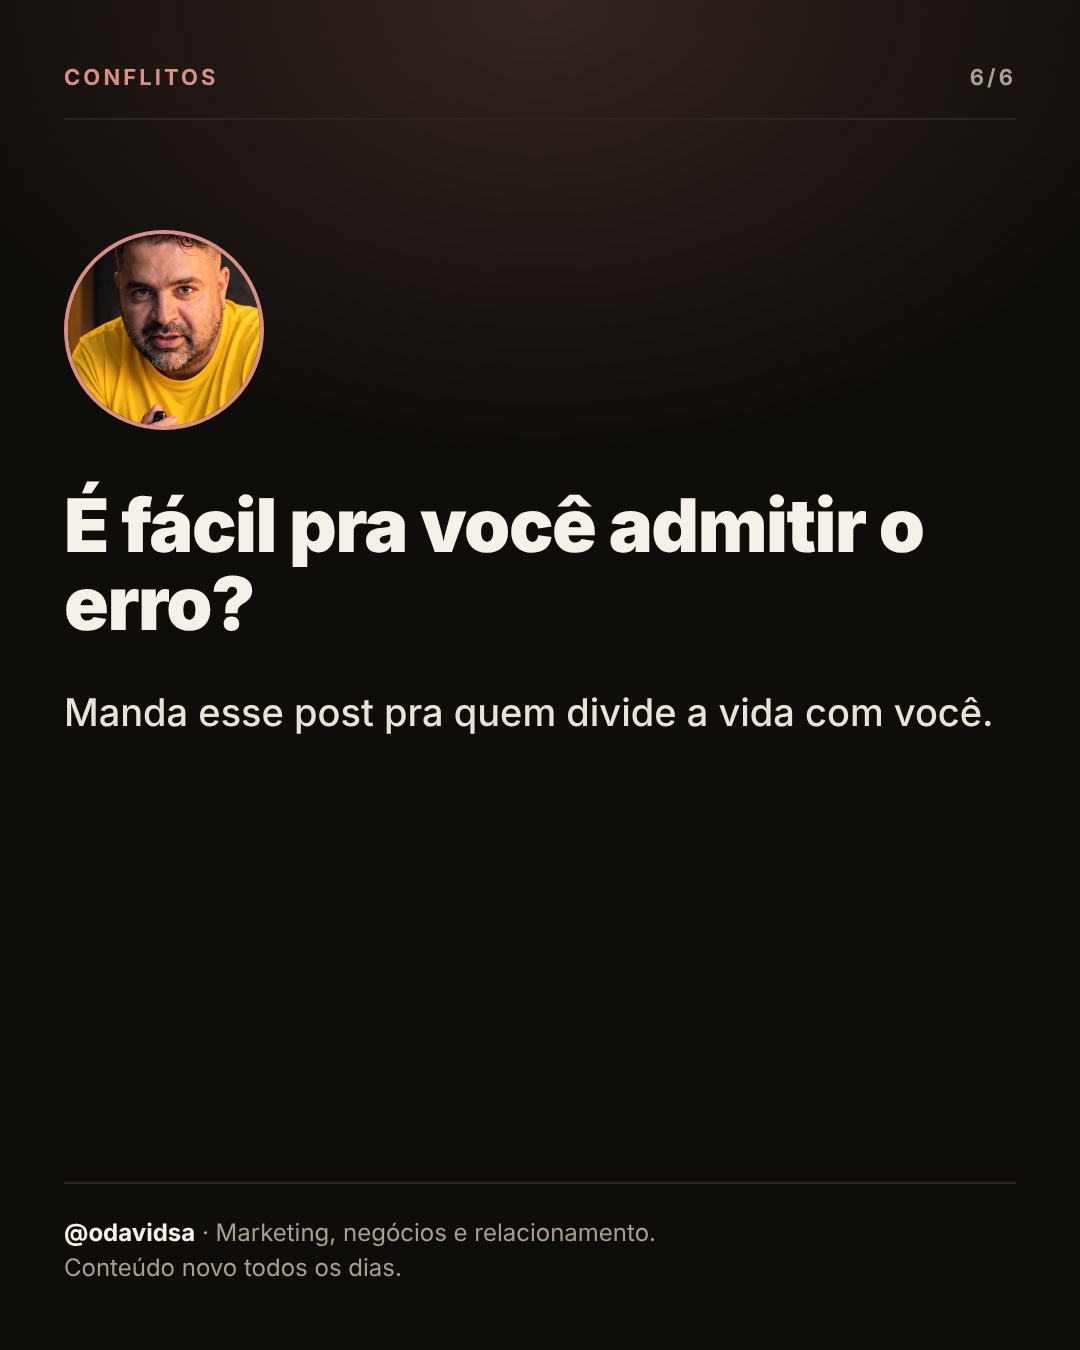 CONFLITOS
6/6
É fácil pra você admitir o
erro?
Manda esse post pra quem divide a vida com você.
@odavidsa · Marketing, negócios e relacionamento.
Conteúdo novo todos os dias.